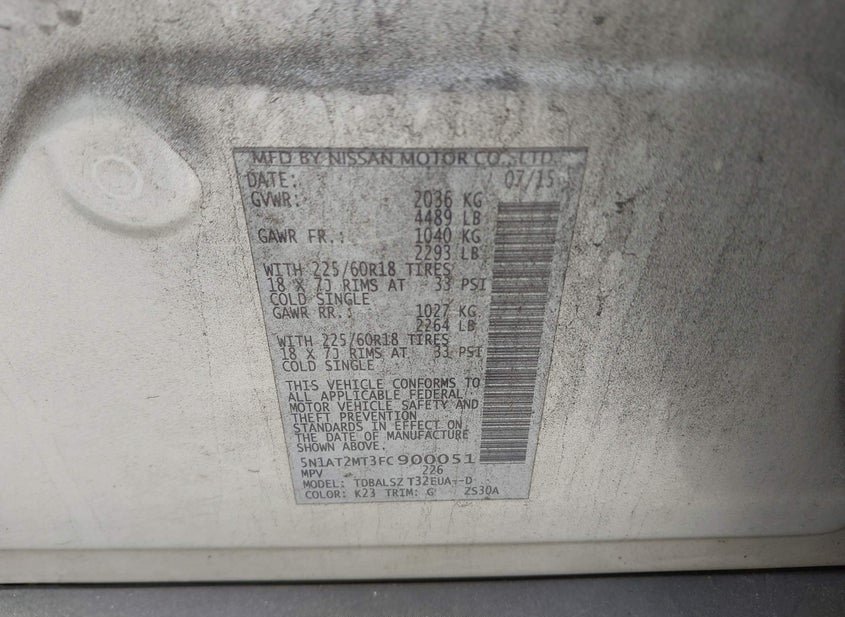 MFD BY NISSAN MOTOR CO., LTD.
DATE: 07/15
GVWR: 2036 KG
4489 LB
GAWR FR.: 1040 KG
2293 LB
WITH 225/60R18 TIRES
18 X 7J RIMS AT 33 PSI
COLD SINGLE
GAWR RR.: 1027 KG
2264 LB
WITH 225/60R18 TIRES
18 X 7J RIMS AT 33 PSI
COLD SINGLE
THIS VEHICLE CONFORMS TO
ALL APPLICABLE FEDERAL
MOTOR VEHICLE SAFETY AND
THEFT PREVENTION
STANDARDS IN EFFECT ON
THE DATE OF MANUFACTURE
SHOWN ABOVE.
5N1AT2MT3FC900051
MPV 226
MODEL: TDBALSZ T32EUA--D
COLOR: K23 TRIM: G ZS30A